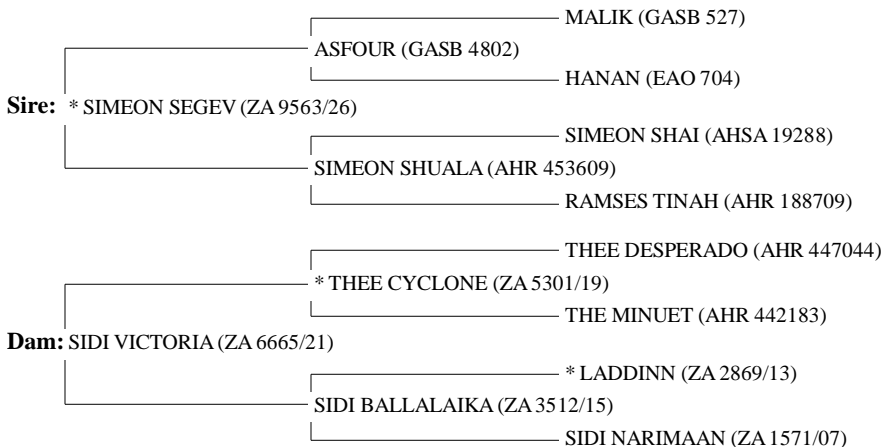 MALIK (GASB 527)
ASFOUR (GASB 4802)
HANAN (EAO 704)
Sire: * SIMEON SEGEV (ZA 9563/26)
SIMEON SHAI (AHSA 19288)
SIMEON SHUALA (AHR 453609)
RAMSES TINAH (AHR 188709)
THEE DESPERADO (AHR 447044)
* THEE CYCLONE (ZA 5301/19)
THE MINUET (AHR 442183)
Dam: SIDI VICTORIA (ZA 6665/21)
* LADDINN (ZA 2869/13)
SIDI BALLALAIKA (ZA 3512/15)
SIDI NARIMAAN (ZA 1571/07)